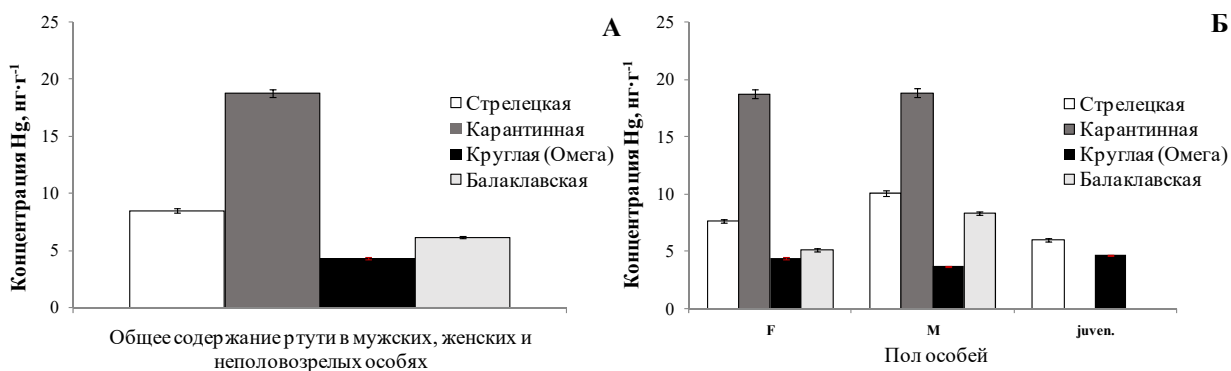 А
Концентрация Hg, нг·г⁻¹
25
20
15
10
5
0
Стрелецкая
Карантинная
Круглая (Омега)
Балаклавская
Общее содержание ртути в мужских, женских и
неполовозрелых особях
Б
Концентрация Hg, нг·г⁻¹
25
20
15
10
5
0
Стрелецкая
Карантинная
Круглая (Омега)
Балаклавская
F
M
juven.
Пол особей